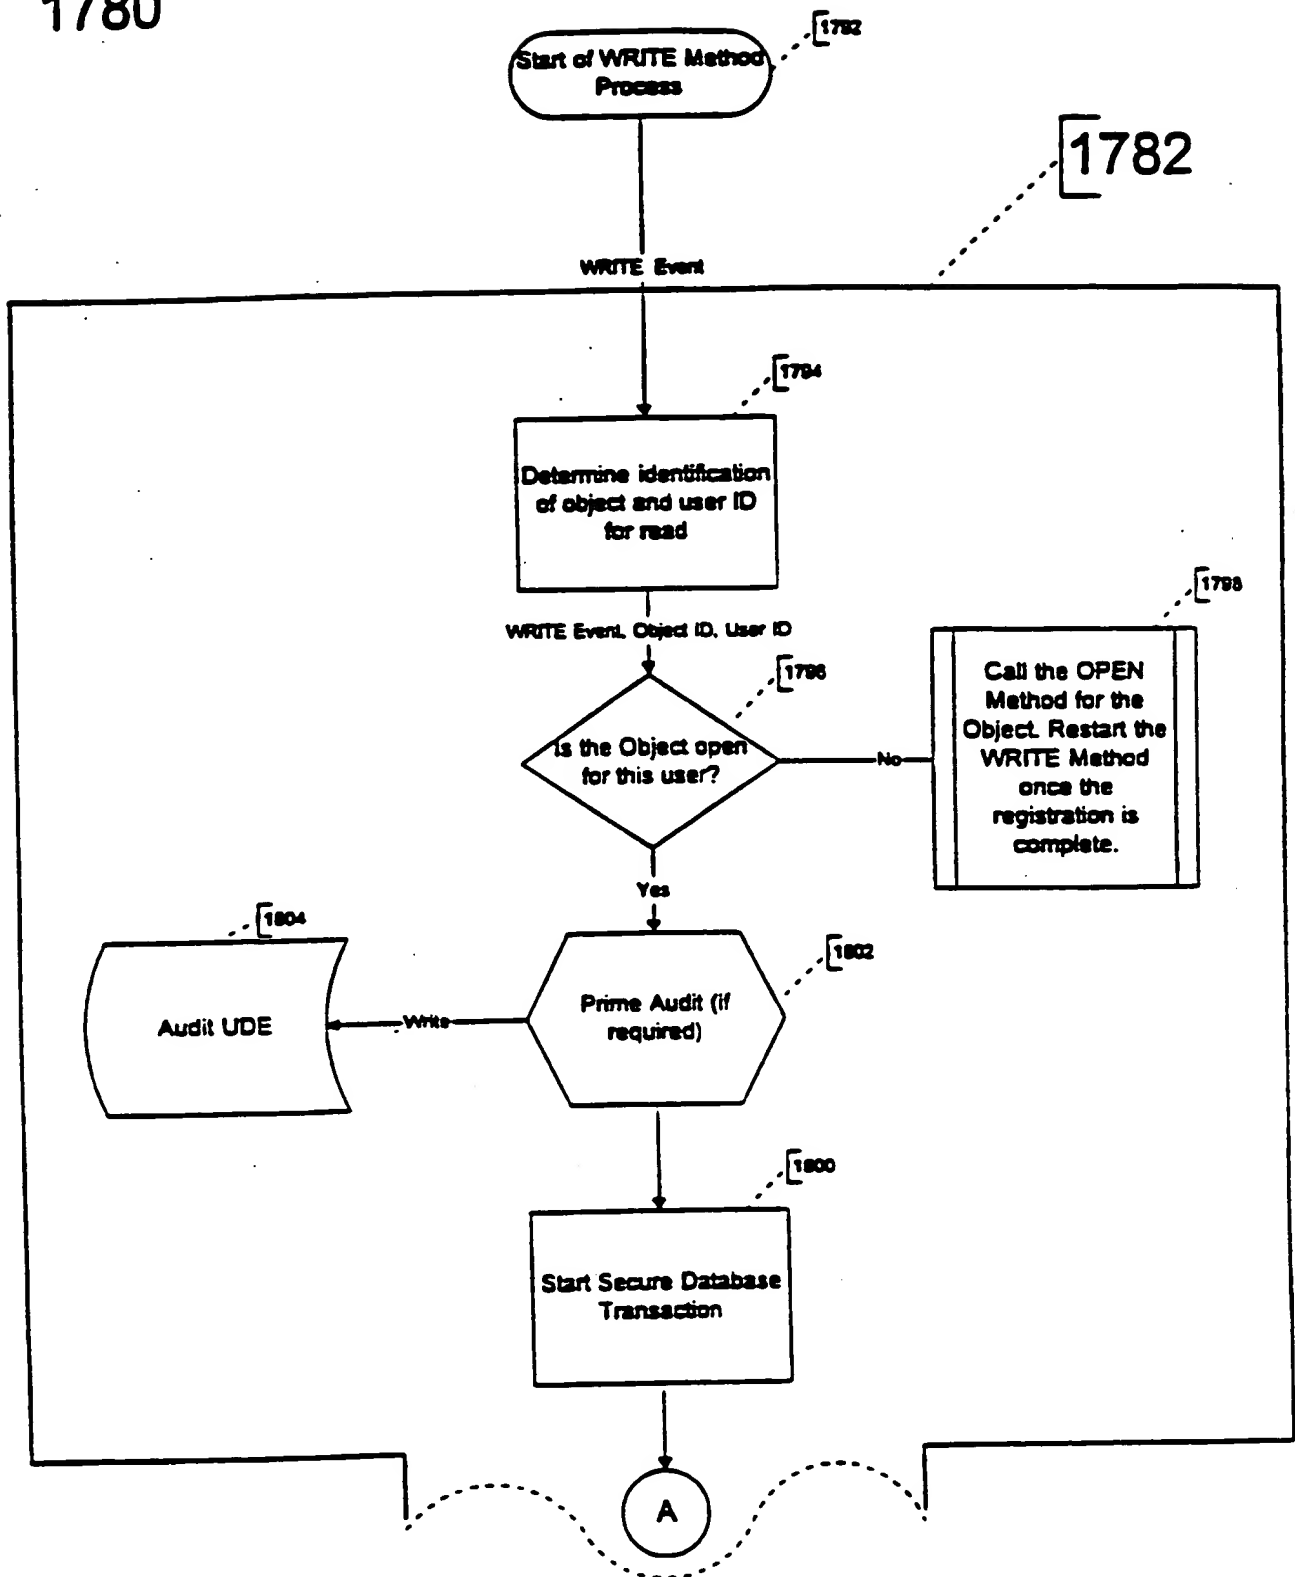 1780
1792
Start of WRITE Method
Process
1782
WRITE Event
1794
Determine identification
of object and user ID
for read
WRITE Event, Object ID, User ID
1798
1796
Call the OPEN
Method for the
Object. Restart the
WRITE Method
once the
registration is
complete.
Is the Object open
for this user?
No
Yes
1804
1802
Audit UDE
Write
Prime Audit (if
required)
1800
Start Secure Database
Transaction
A